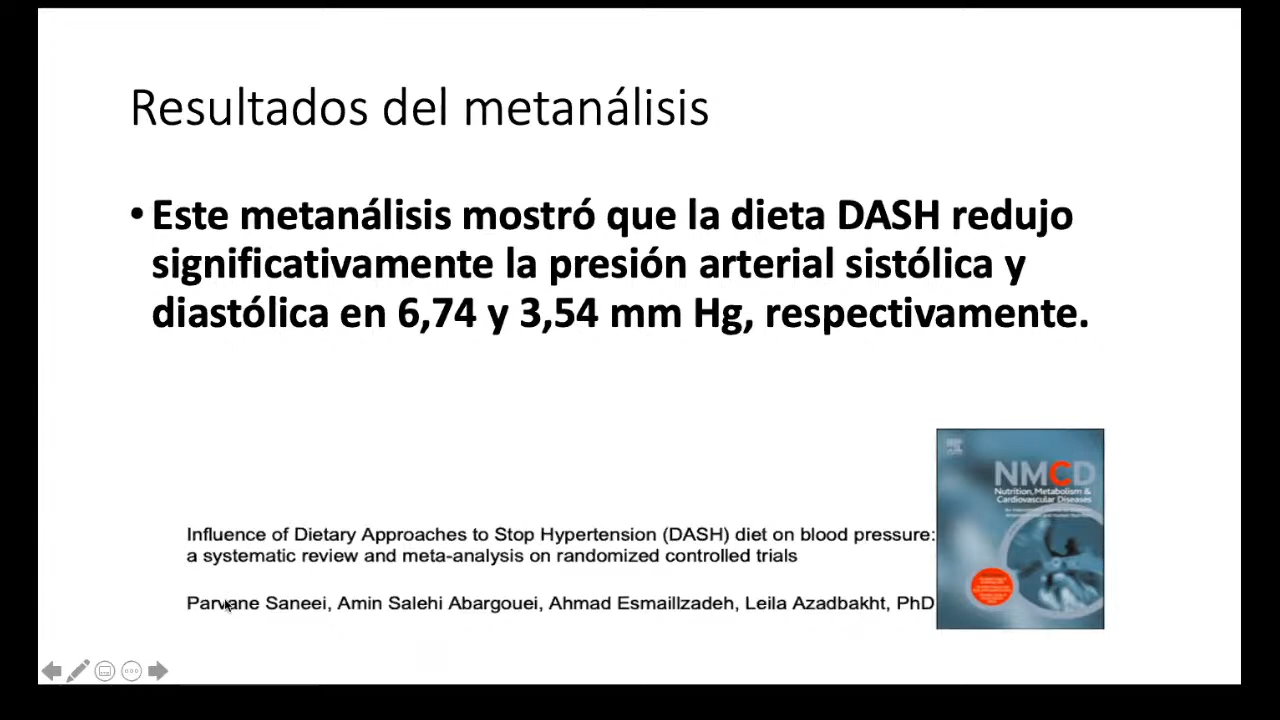 Resultados del metanálisis
• Este metanálisis mostró que la dieta DASH redujo
significativamente la presión arterial sistólica y
diastólica en 6,74 y 3,54 mm Hg, respectivamente.
NMCD
Nutrition, Metabolism &
Cardiovascular Diseases
Influence of Dietary Approaches to Stop Hypertension (DASH) diet on blood pressure:
a systematic review and meta-analysis on randomized controlled trials
Parvane Saneei, Amin Salehi Abargouei, Ahmad Esmaillzadeh, Leila Azadbakht, PhD